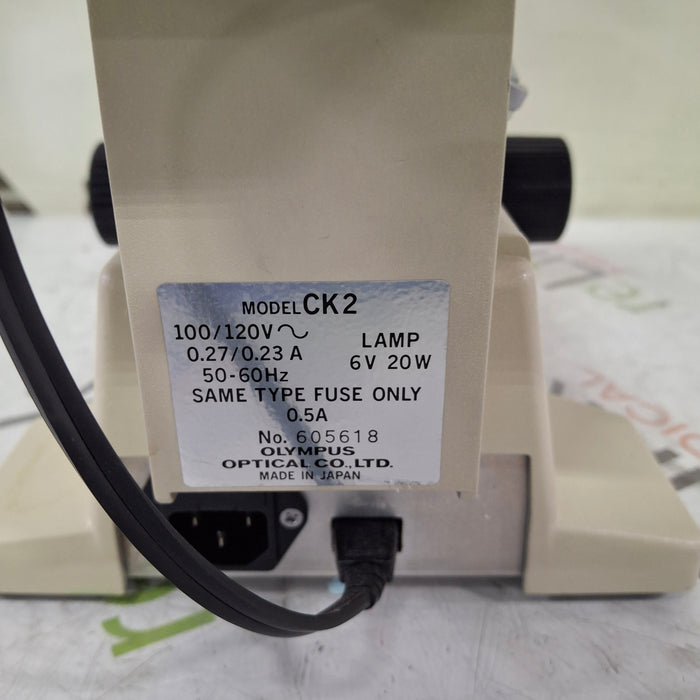 MODEL CK2
100/120V～
0.27/0.23 A
50-60Hz
LAMP
6V 20W
SAME TYPE FUSE ONLY
0.5A
No. 605618
OLYMPUS
OPTICAL CO., LTD.
MADE IN JAPAN